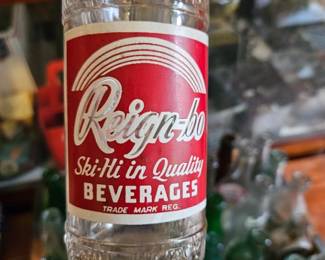 Reign-bo
Ski-Hi in Quality
BEVERAGES
TRADE MARK REG.